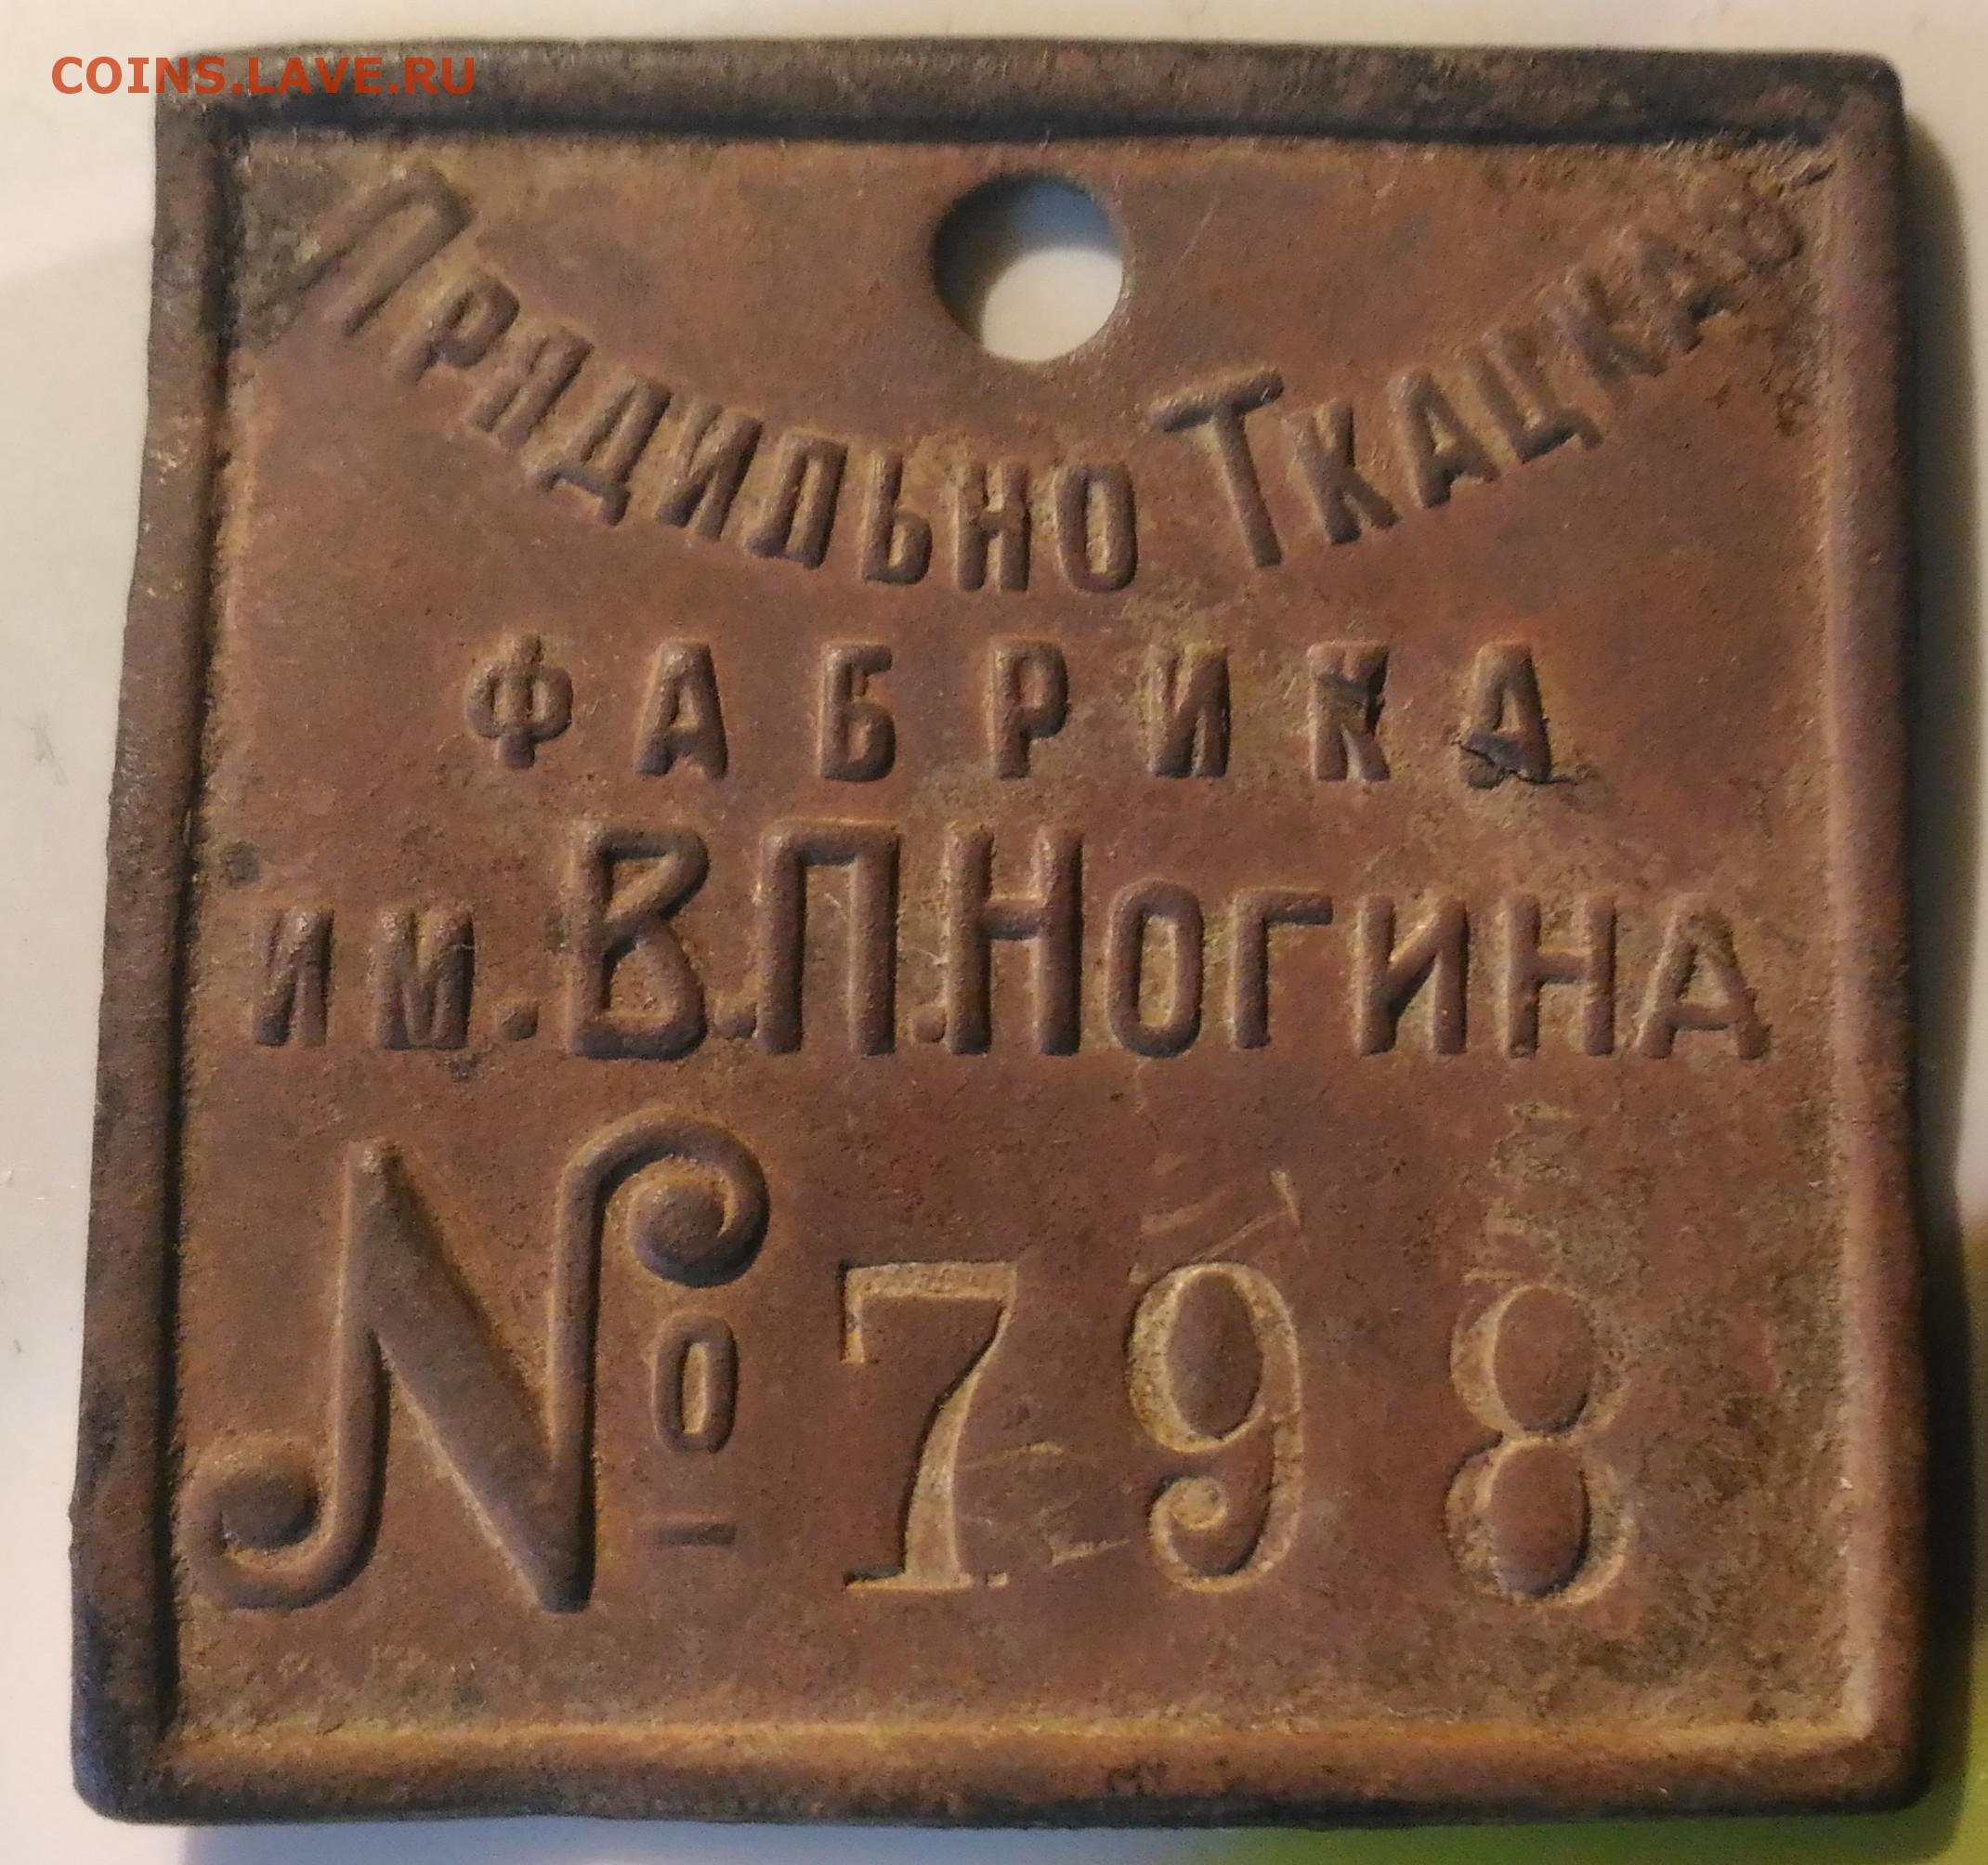 COINS.LAVE.RU
Прядильно Ткацкая
ФАБРИКА
им. В.П.Ногина
№ 798